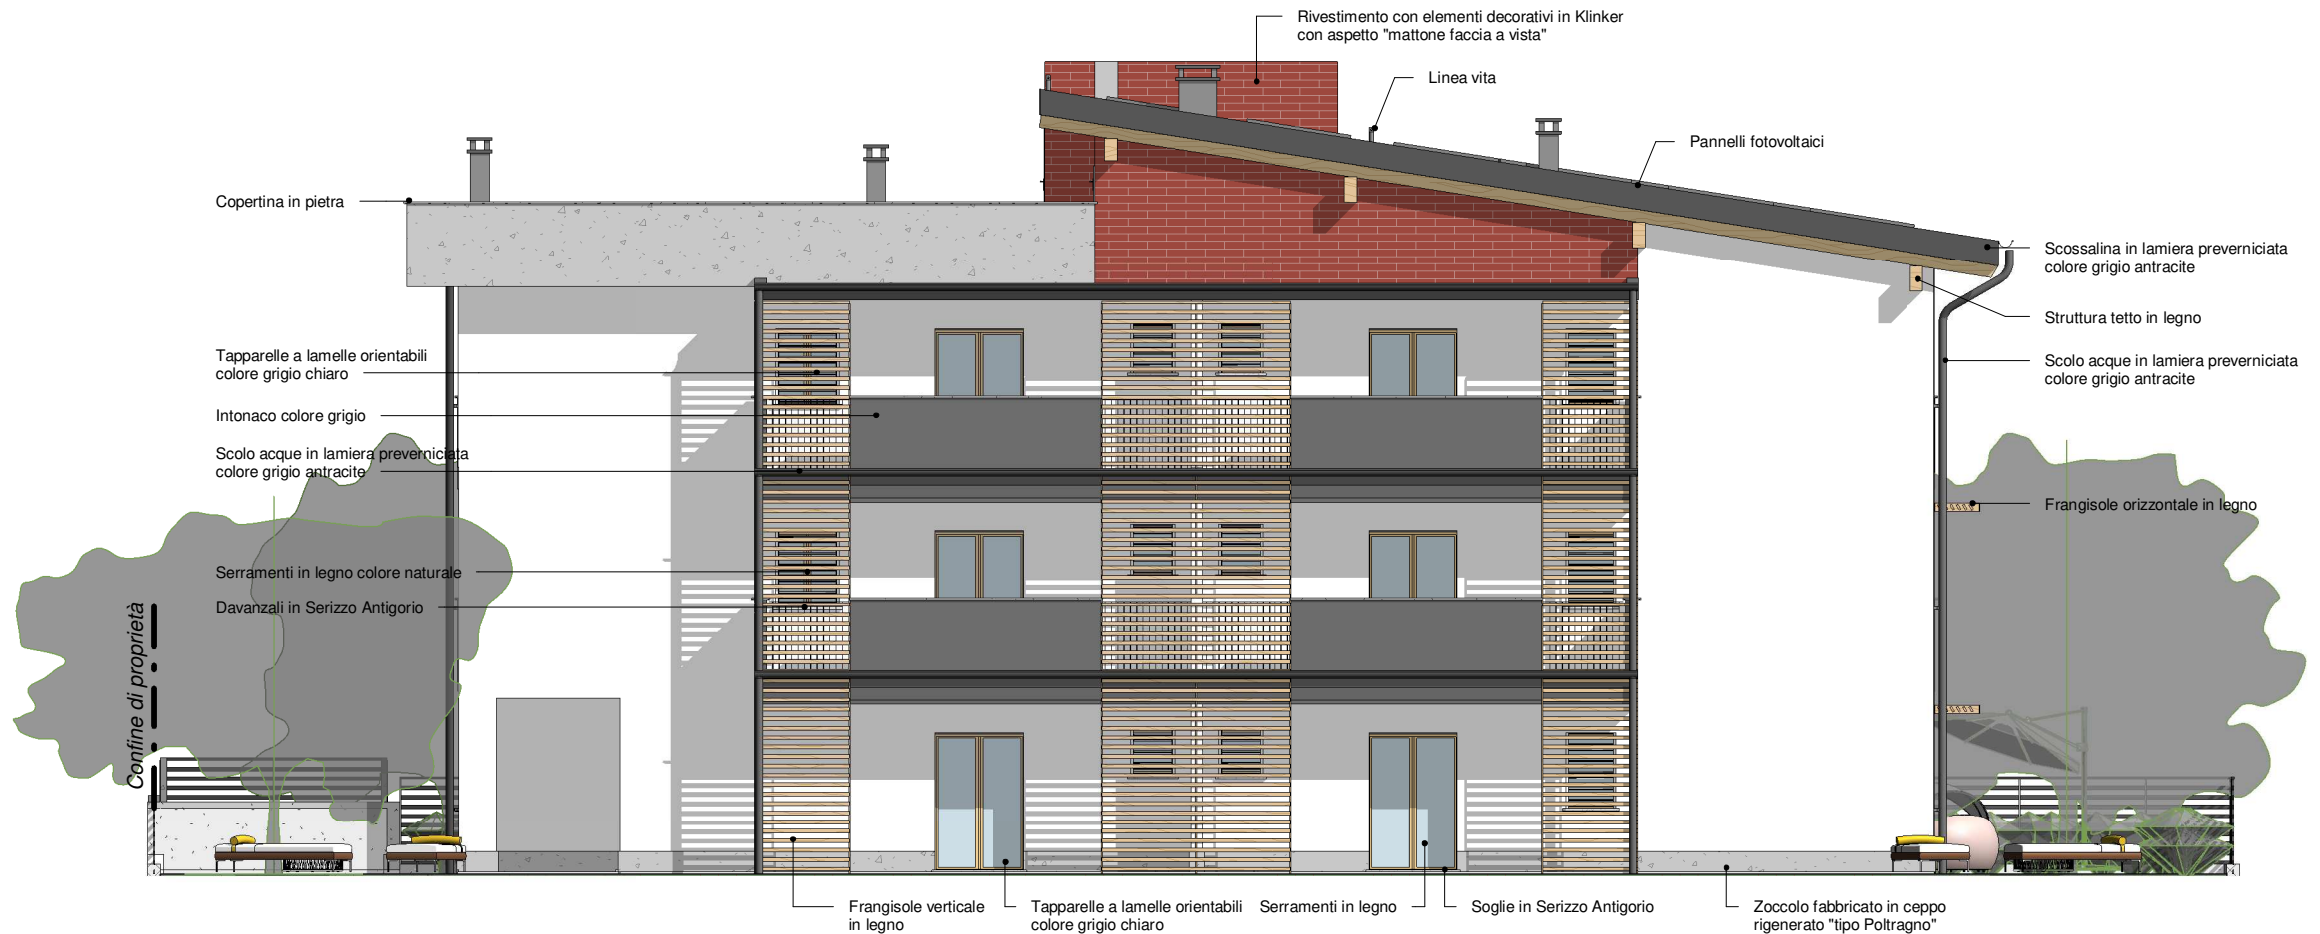 Rivestimento con elementi decorativi in Klinker
con aspetto "mattone faccia a vista"
Linea vita
Pannelli fotovoltaici
Copertina in pietra
Scossalina in lamiera preverniciata
colore grigio antracite
Struttura tetto in legno
Tapparelle a lamelle orientabili
colore grigio chiaro
Scolo acque in lamiera preverniciata
colore grigio antracite
Intonaco colore grigio
Scolo acque in lamiera preverniciata
colore grigio antracite
Frangisole orizzontale in legno
Serramenti in legno colore naturale
Davanzali in Serizzo Antigorio
Confine di proprietà
Frangisole verticale
in legno
Tapparelle a lamelle orientabili
colore grigio chiaro
Serramenti in legno
Soglie in Serizzo Antigorio
Zoccolo fabbricato in ceppo
rigenerato "tipo Poltragno"